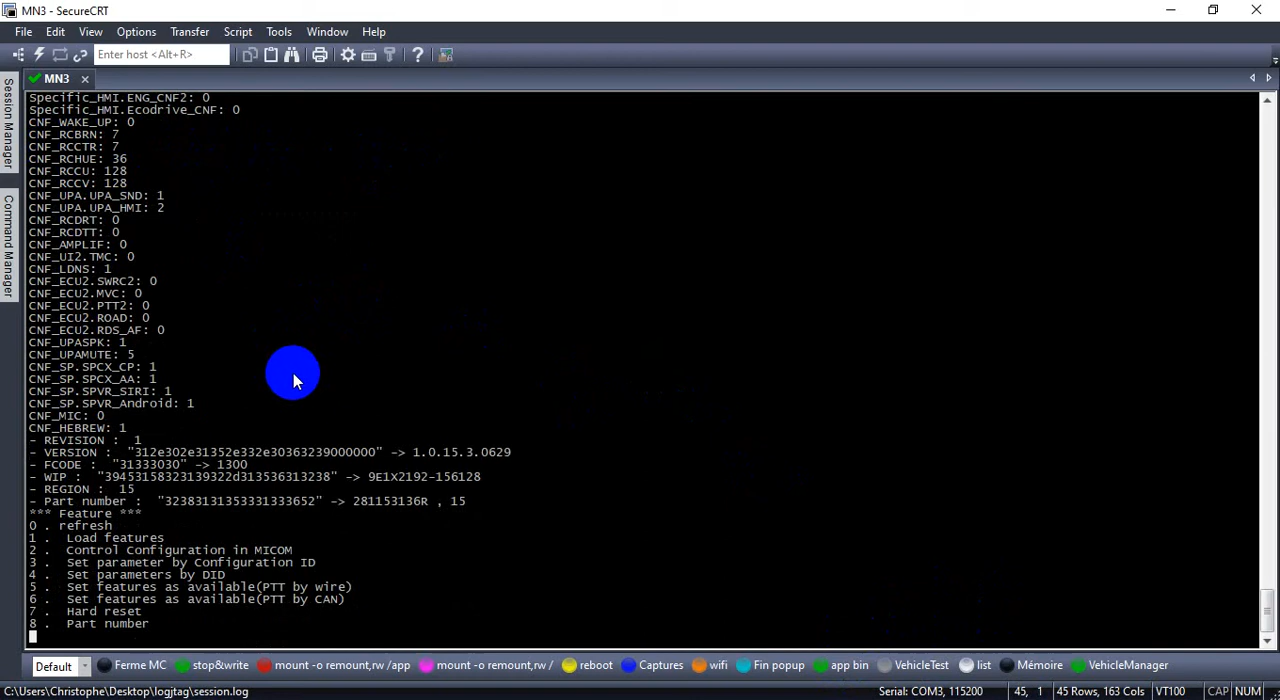 MN3 - SecureCRT
File Edit View Options Transfer Script Tools Window Help
Enter host <Alt+R>
MN3
Session Manager
Command Manager
Specific_HMI.ENG_CNF2: 0
Specific_HMI.Ecodrive_CNF: 0
CNF_WAKE_UP: 0
CNF_RCBRN: 7
CNF_RCCTR: 7
CNF_RCHUE: 36
CNF_RCCU: 128
CNF_RCCV: 128
CNF_UPA.UPA_SND: 1
CNF_UPA.UPA_HMI: 2
CNF_RCDRT: 0
CNF_RCDTT: 0
CNF_AMPLIF: 0
CNF_UI2.TMC: 0
CNF_LDNS: 1
CNF_ECU2.SWRC2: 0
CNF_ECU2.MVC: 0
CNF_ECU2.PTT2: 0
CNF_ECU2.ROAD: 0
CNF_ECU2.RDS_AF: 0
CNF_UPASPK: 1
CNF_UPAMUTE: 5
CNF_SP.SPCX_CP: 1
CNF_SP.SPCX_AA: 1
CNF_SP.SPVR_SIRI: 1
CNF_SP.SPVR_Android: 1
CNF_MIC: 0
CNF_HEBREW: 1
- REVISION :  1
- VERSION :  "312e302e31352e332e30363239000000" -> 1.0.15.3.0629
- FCODE :  "31333030" -> 1300
- WIP :  "39453158323139322d313536313238" -> 9E1X2192-156128
- REGION :  15
- Part number :  "32383131353331333652" -> 281153136R , 15
*** Feature ***
0 .  refresh
1 .  Load features
2 .  Control Configuration in MICOM
3 .  Set parameter by Configuration ID
4 .  Set parameters by DID
5 .  Set features as available(PTT by wire)
6 .  Set features as available(PTT by CAN)
7 .  Hard reset
8 .  Part number
Default Ferme MC stop&write mount -o remount,rw /app mount -o remount,rw / reboot Captures wifi Fin popup app bin VehicleTest list Mémoire VehicleManager
C:\Users\Christophe\Desktop\logjtag\session.log Serial: COM3, 115200 45, 1 45 Rows, 163 Cols VT100 CAP NUM